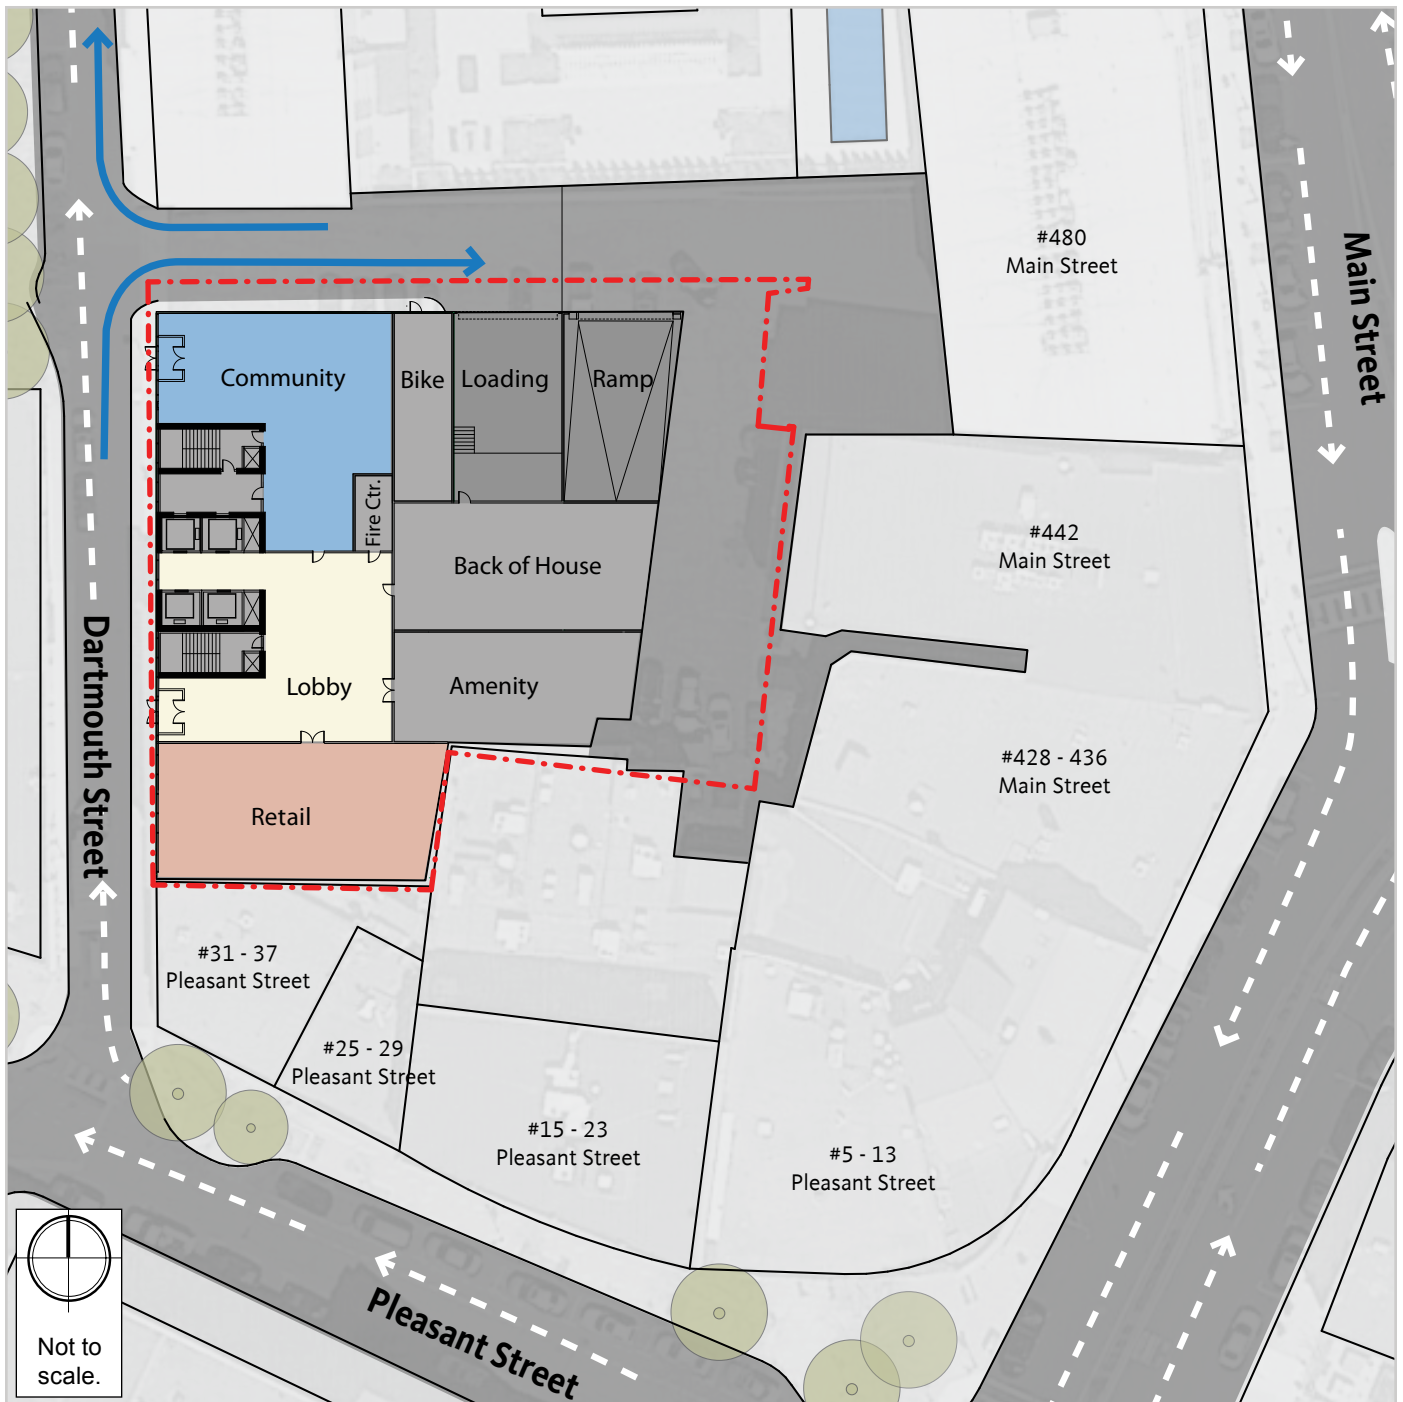 #480
Main Street
Main Street
Community
Bike
Loading
Ramp
Fire Ctr.
#442
Main Street
Back of House
Dartmouth Street
Lobby
Amenity
#428 - 436
Main Street
Retail
#31 - 37
Pleasant Street
#25 - 29
Pleasant Street
#15 - 23
Pleasant Street
#5 - 13
Pleasant Street
Pleasant Street
Not to
scale.